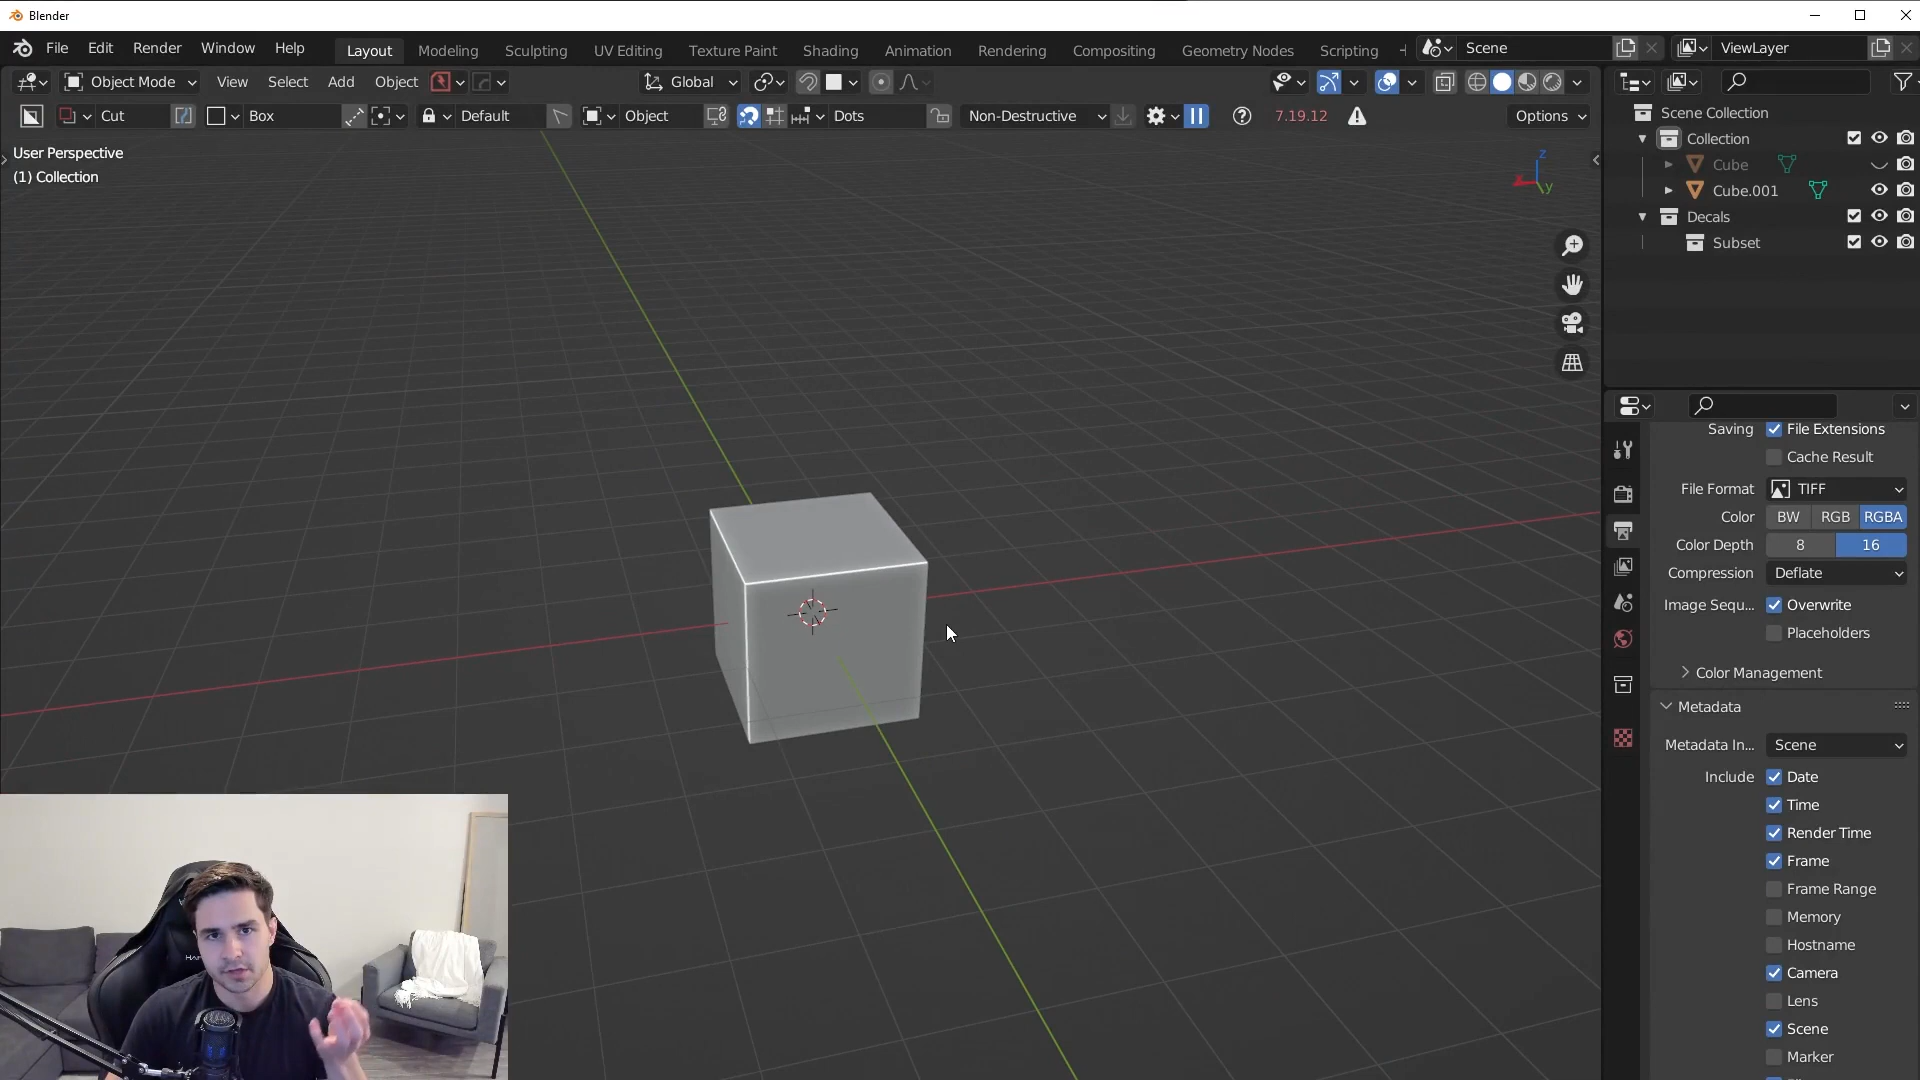 Blender
File Edit Render Window Help Layout Modeling Sculpting UV Editing Texture Paint Shading Animation Rendering Compositing Geometry Nodes Scripting Scene ViewLayer
Object Mode View Select Add Object Global
Cut Box Default Object Dots Non-Destructive 7.19.12 Options
User Perspective
(1) Collection
z
y
Scene Collection
Collection
Cube
Cube.001
Decals
Subset
Saving File Extensions
Cache Result
File Format TIFF
Color BW RGB RGBA
Color Depth 8 16
Compression Deflate
Image Sequ... Overwrite
Placeholders
Color Management
Metadata
Metadata In... Scene
Include Date
Time
Render Time
Frame
Frame Range
Memory
Hostname
Camera
Lens
Scene
Marker